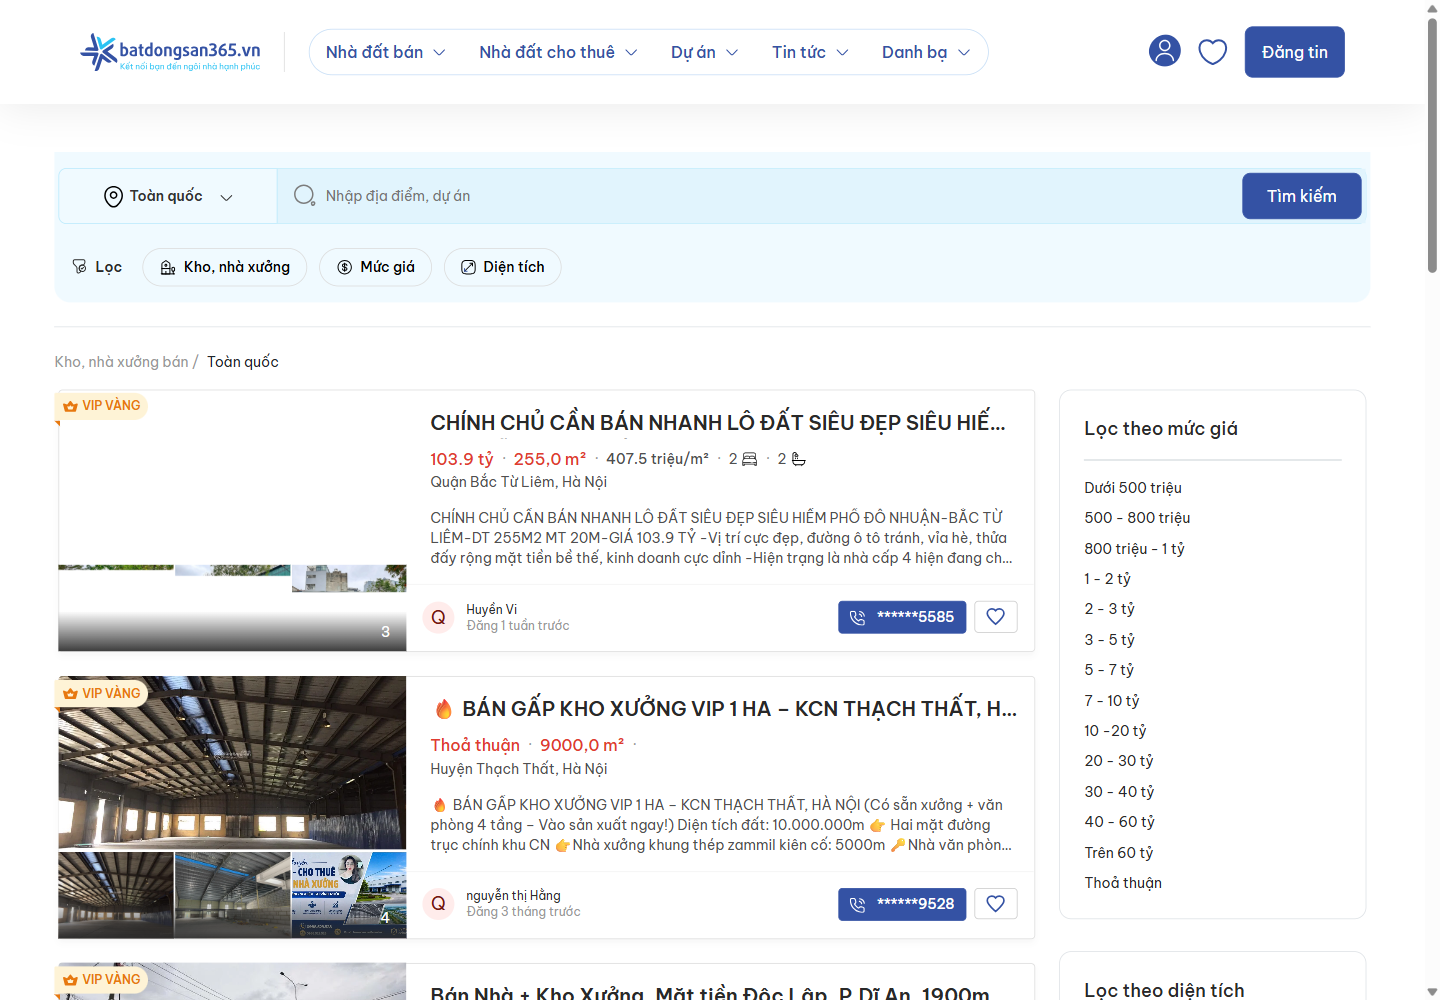 batdongsan365.vn
Kết nối bạn đến ngôi nhà hạnh phúc
Nhà đất bán
Nhà đất cho thuê
Dự án
Tin tức
Danh bạ
Đăng tin
Toàn quốc
Nhập địa điểm, dự án
Tìm kiếm
Lọc
Kho, nhà xưởng
Mức giá
Diện tích
Kho, nhà xưởng bán / Toàn quốc
VIP VÀNG
3
CHÍNH CHỦ CẦN BÁN NHANH LÔ ĐẤT SIÊU ĐẸP SIÊU HIẾ...
103.9 tỷ · 255,0 m² · 407.5 triệu/m² · 2 · 2
Quận Bắc Từ Liêm, Hà Nội
CHÍNH CHỦ CẦN BÁN NHANH LÔ ĐẤT SIÊU ĐẸP SIÊU HIẾM PHỐ ĐỖ NHUẬN-BẮC TỪ
LIÊM-DT 255M2 MT 20M-GIÁ 103.9 TỶ -Vị trí cực đẹp, đường ô tô tránh, vỉa hè, thửa
đấy rộng mặt tiền bề thế, kinh doanh cực dỉnh -Hiện trạng là nhà cấp 4 hiện đang ch...
Q
Huyền Vi
Đăng 1 tuần trước
******5585
VIP VÀNG
CHO THUÊ
NHÀ XƯỞNG
4
🔥 BÁN GẤP KHO XƯỞNG VIP 1 HA – KCN THẠCH THẤT, H...
Thoả thuận · 9000,0 m² ·
Huyện Thạch Thất, Hà Nội
🔥 BÁN GẤP KHO XƯỞNG VIP 1 HA – KCN THẠCH THẤT, HÀ NỘI (Có sẵn xưởng + văn
phòng 4 tầng – Vào sản xuất ngay!) Diện tích đất: 10.000.000m 👉 Hai mặt đường
trục chính khu CN 👉 Nhà xưởng khung thép zammil kiên cố: 5000m 🔑 Nhà văn phòn...
Q
nguyễn thị Hằng
Đăng 3 tháng trước
******9528
VIP VÀNG
Bán Nhà + Kho Xưởng, Mặt tiền Độc Lập, P. Dĩ An, 1900m
Lọc theo mức giá
Dưới 500 triệu
500 - 800 triệu
800 triệu - 1 tỷ
1 - 2 tỷ
2 - 3 tỷ
3 - 5 tỷ
5 - 7 tỷ
7 - 10 tỷ
10 -20 tỷ
20 - 30 tỷ
30 - 40 tỷ
40 - 60 tỷ
Trên 60 tỷ
Thoả thuận
Lọc theo diện tích